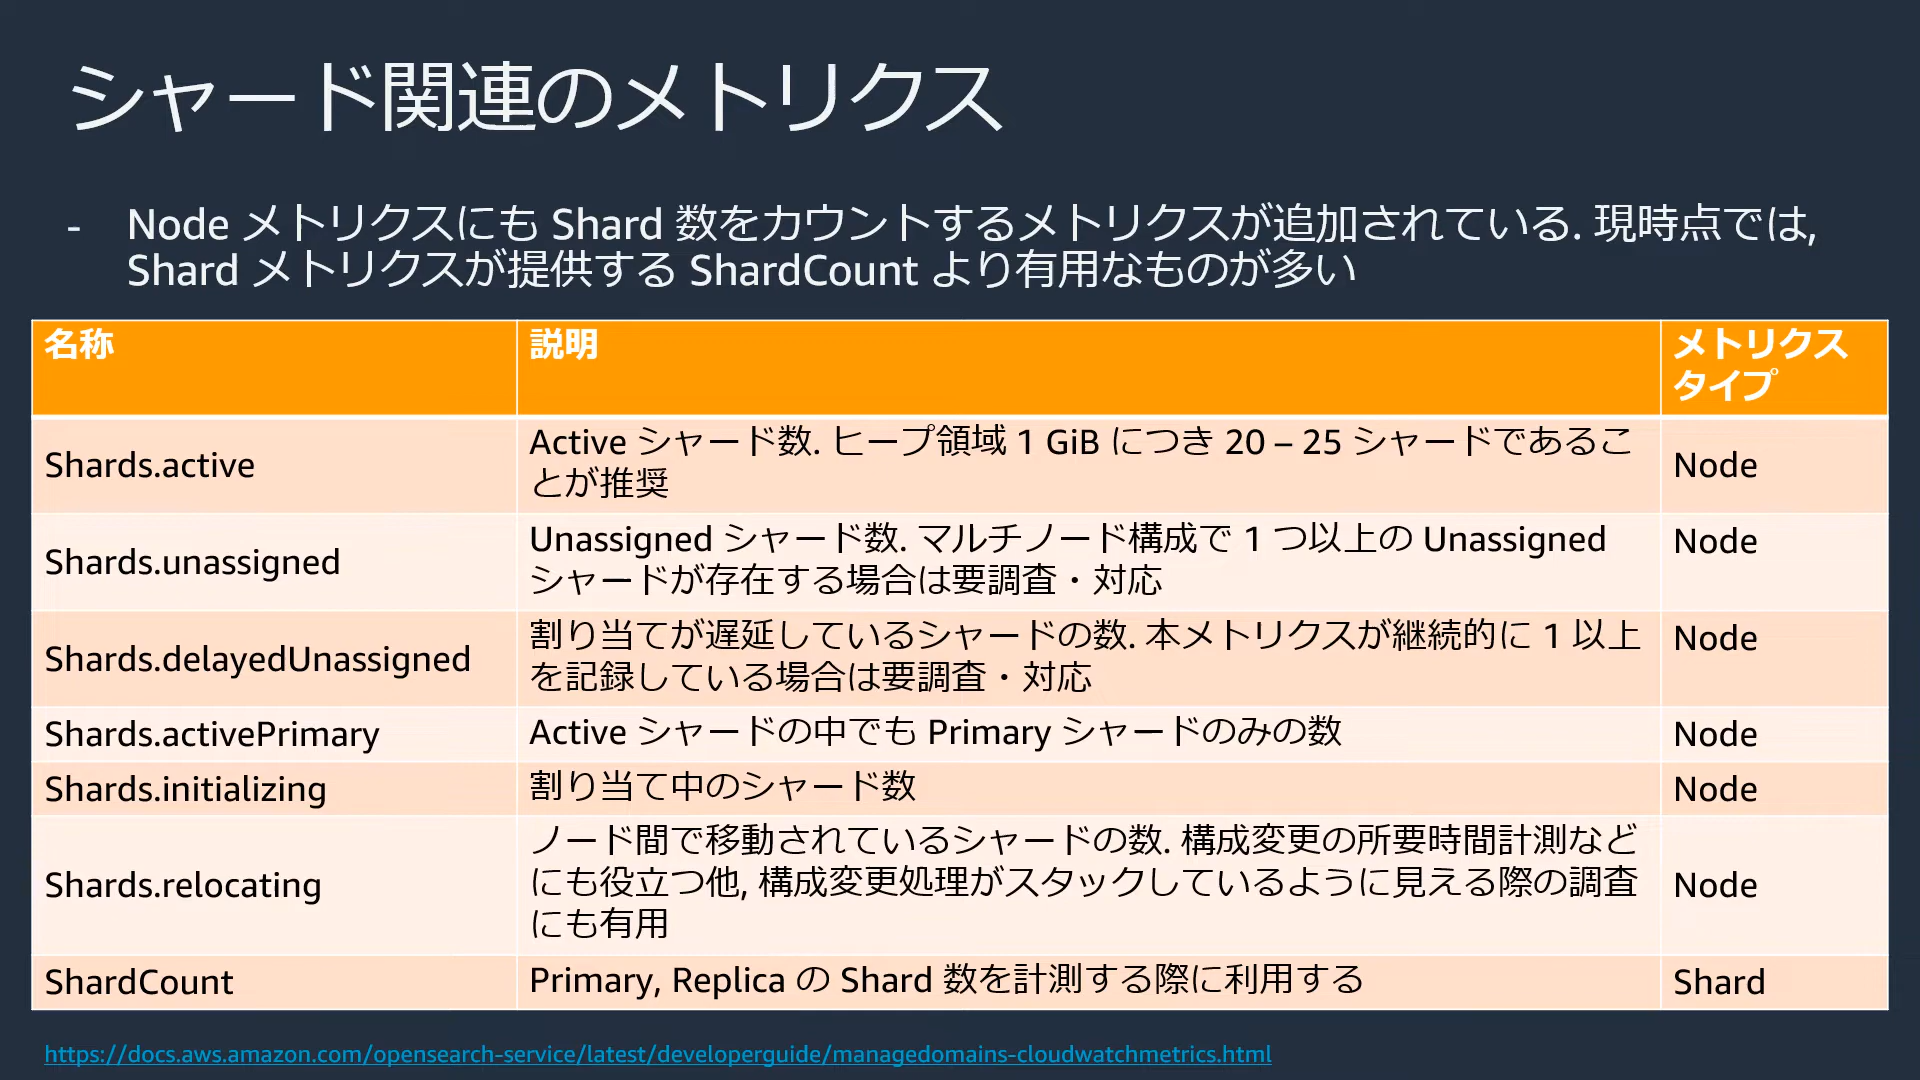 シャード関連のメトリクス
- Node メトリクスにも Shard 数をカウントするメトリクスが追加されている. 現時点では,
Shard メトリクスが提供する ShardCount より有用なものが多い
名称
説明
メトリクス
タイプ
Shards.active
Active シャード数. ヒープ領域 1 GiB につき 20 – 25 シャードであるこ
とが推奨
Node
Shards.unassigned
Unassigned シャード数. マルチノード構成で 1 つ以上の Unassigned
シャードが存在する場合は要調査・対応
Node
Shards.delayedUnassigned
割り当てが遅延しているシャードの数. 本メトリクスが継続的に 1 以上
を記録している場合は要調査・対応
Node
Shards.activePrimary
Active シャードの中でも Primary シャードのみの数
Node
Shards.initializing
割り当て中のシャード数
Node
Shards.relocating
ノード間で移動されているシャードの数. 構成変更の所要時間計測など
にも役立つ他, 構成変更処理がスタックしているように見える際の調査
にも有用
Node
ShardCount
Primary, Replica の Shard 数を計測する際に利用する
Shard
https://docs.aws.amazon.com/opensearch-service/latest/developerguide/managedomains-cloudwatchmetrics.html